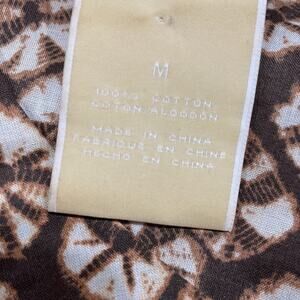 M
100% COTTON
COTON-ALGODON
MADE IN CHINA
FABRIQUE EN CHINE
HECHO EN CHINA